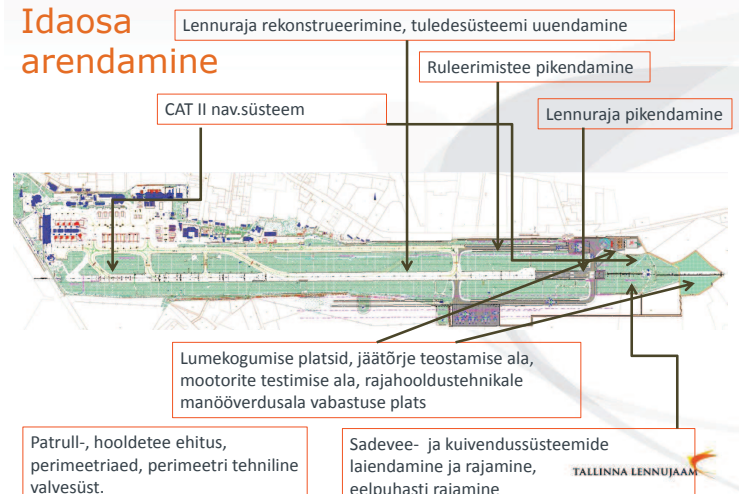 Idaosa
arendamine
Lennuraja rekonstrueerimine, tuledesüsteemi uuendamine
Ruleerimistee pikendamine
CAT II nav.süsteem
Lennuraja pikendamine
Lumekogumise platsid, jäätõrje teostamise ala,
mootorite testimise ala, rajahooldustehnikale
manööverdusala vabastuse plats
Patrull-, hooldetee ehitus,
perimeetriaed, perimeetri tehniline
valvesüst.
Sadevee- ja kuivendussüsteemide
laiendamine ja rajamine,
eelpuhasti rajamine
TALLINNA LENNUJAAM